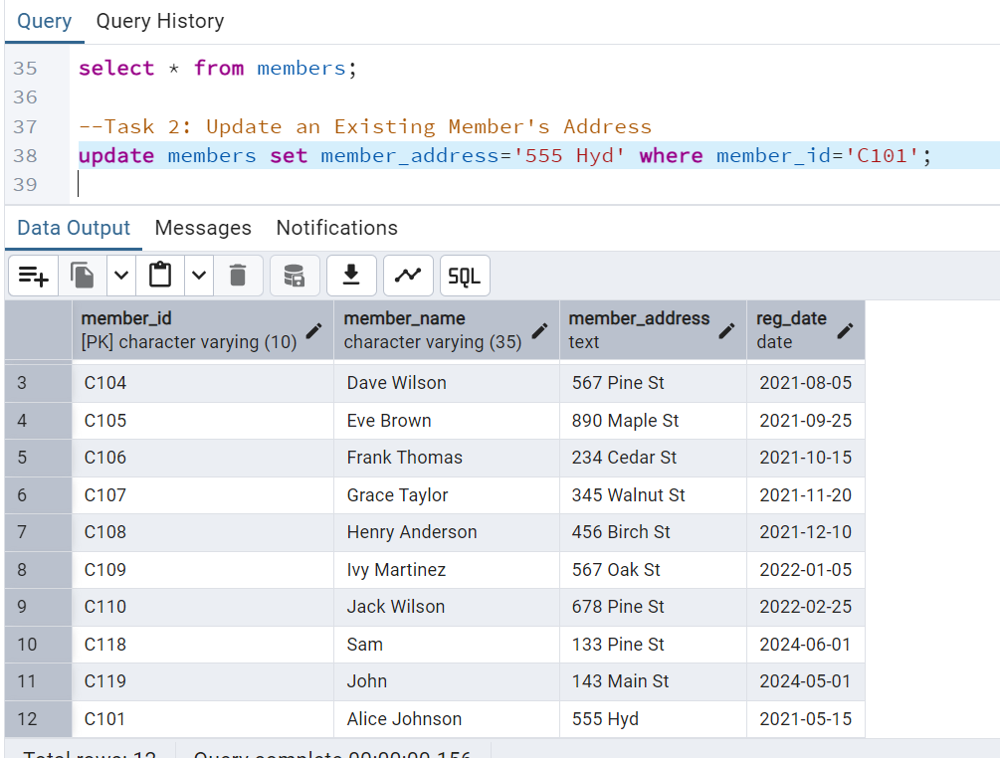 Query Query History
35 select * from members;
36
37 --Task 2: Update an Existing Member's Address
38 update members set member_address='555 Hyd' where member_id='C101';
39
Data Output Messages Notifications
SQL
member_id member_name member_address reg_date
[PK] character varying (10) character varying (35) text date
3 C104 Dave Wilson 567 Pine St 2021-08-05
4 C105 Eve Brown 890 Maple St 2021-09-25
5 C106 Frank Thomas 234 Cedar St 2021-10-15
6 C107 Grace Taylor 345 Walnut St 2021-11-20
7 C108 Henry Anderson 456 Birch St 2021-12-10
8 C109 Ivy Martinez 567 Oak St 2022-01-05
9 C110 Jack Wilson 678 Pine St 2022-02-25
10 C118 Sam 133 Pine St 2024-06-01
11 C119 John 143 Main St 2024-05-01
12 C101 Alice Johnson 555 Hyd 2021-05-15
Total rows: 12 Query complete 00:00:00.156